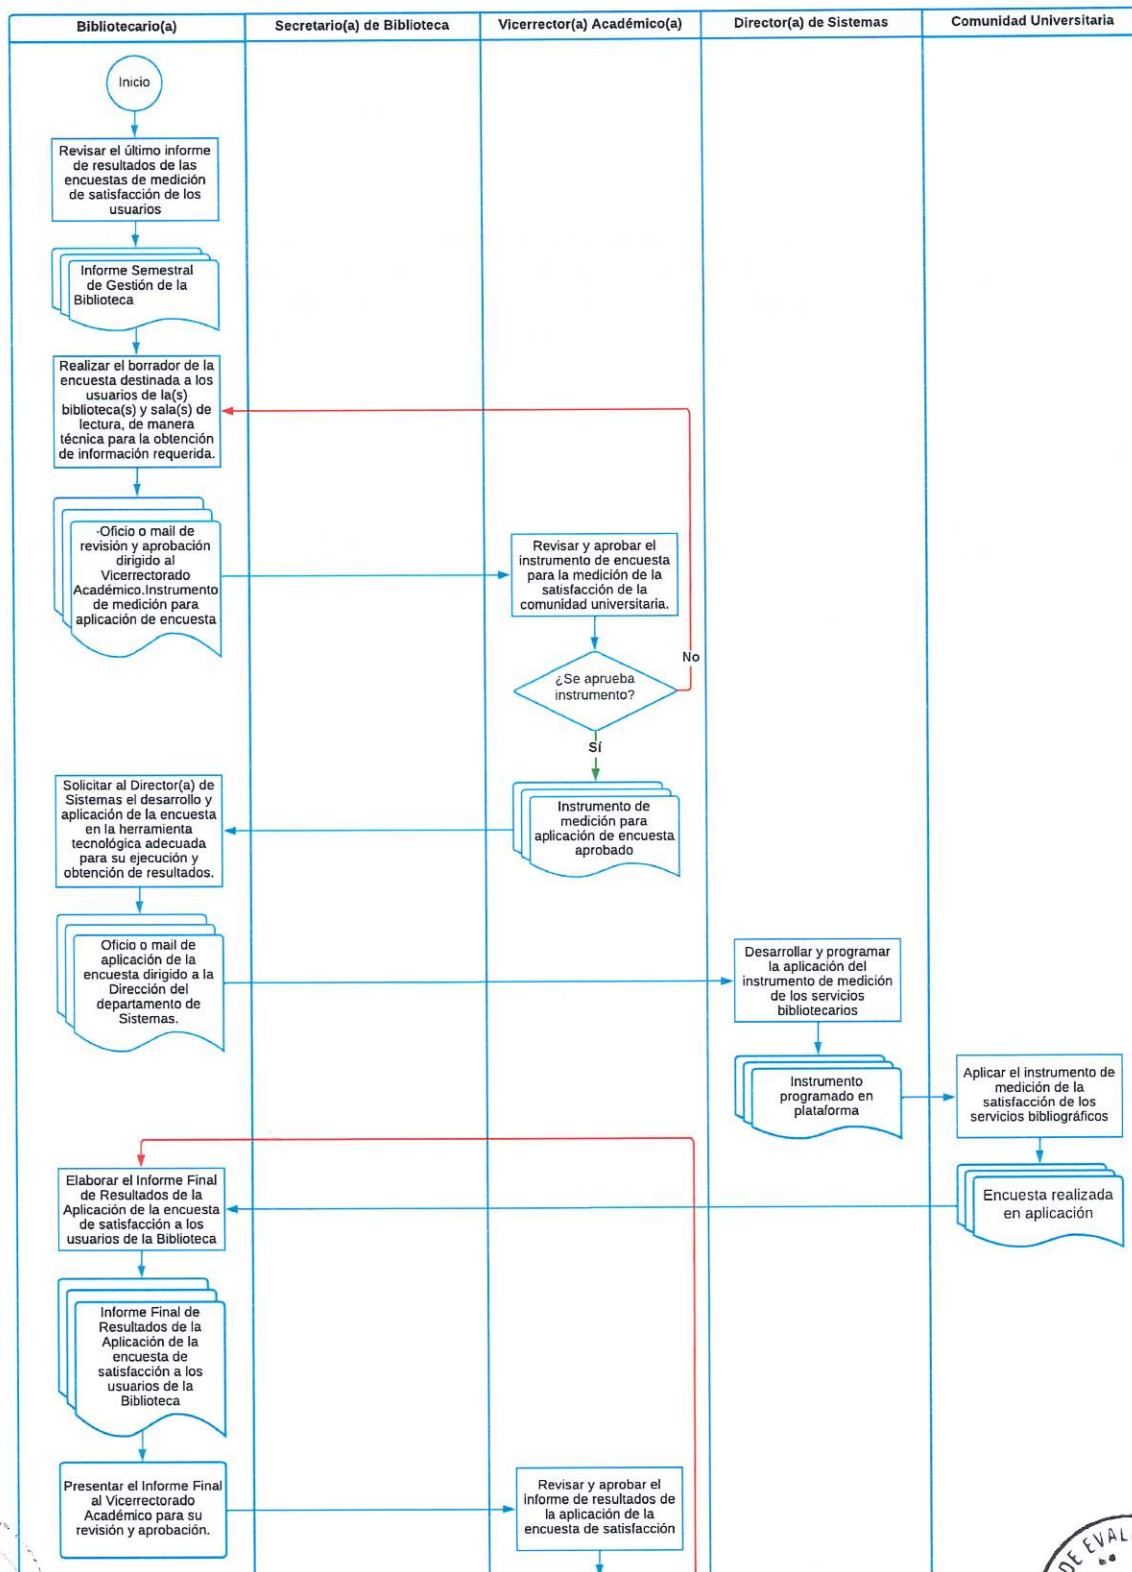 Bibliotecario(a)
Secretario(a) de Biblioteca
Vicerrector(a) Académico(a)
Director(a) de Sistemas
Comunidad Universitaria
Inicio
Revisar el último informe
de resultados de las
encuestas de medición
de satisfacción de los
usuarios
Informe Semestral
de Gestión de la
Biblioteca
Realizar el borrador de la
encuesta destinada a los
usuarios de la(s)
biblioteca(s) y sala(s) de
lectura, de manera
técnica para la obtención
de información requerida.
-Oficio o mail de
revisión y aprobación
dirigido al
Vicerrectorado
Académico.Instrumento
de medición para
aplicación de encuesta
Revisar y aprobar el
instrumento de encuesta
para la medición de la
satisfacción de la
comunidad universitaria.
No
¿Se aprueba
instrumento?
Sí
Instrumento de
medición para
aplicación de encuesta
aprobado
Solicitar al Director(a) de
Sistemas el desarrollo y
aplicación de la encuesta
en la herramienta
tecnológica adecuada
para su ejecución y
obtención de resultados.
Oficio o mail de
aplicación de la
encuesta dirigido a la
Dirección del
departamento de
Sistemas.
Desarrollar y programar
la aplicación del
instrumento de medición
de los servicios
bibliotecarios
Instrumento
programado en
plataforma
Aplicar el instrumento de
medición de la
satisfacción de los
servicios bibliográficos
Encuesta realizada
en aplicación
Elaborar el Informe Final
de Resultados de la
Aplicación de la encuesta
de satisfacción a los
usuarios de la Biblioteca
Informe Final de
Resultados de la
Aplicación de la
encuesta de
satisfacción a los
usuarios de la
Biblioteca
Presentar el Informe Final
al Vicerrectorado
Académico para su
revisión y aprobación.
Revisar y aprobar el
informe de resultados de
la aplicación de la
encuesta de satisfacción
DE EVAL